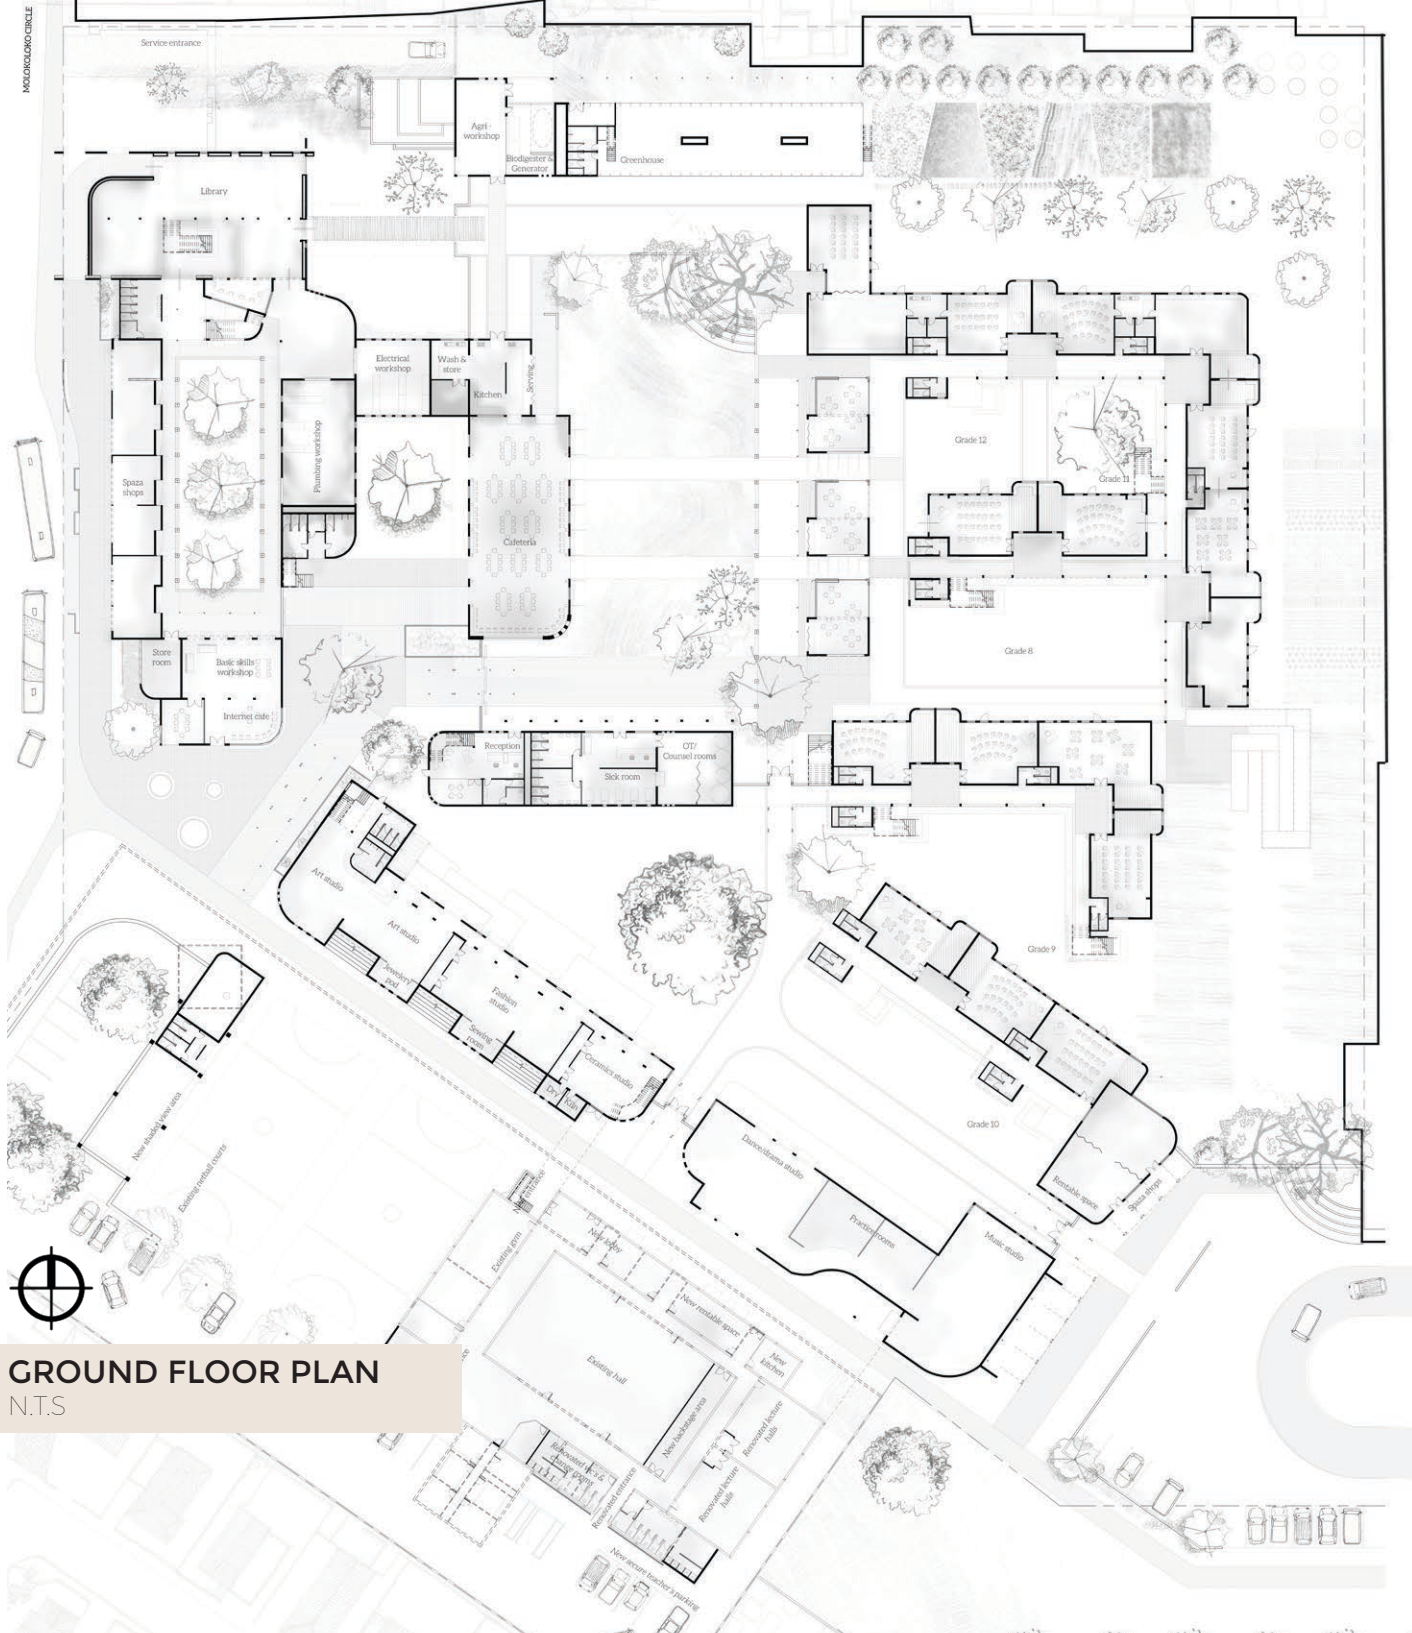 MOLOKOLOKO CIRCLE
Service entrance
Agri -
workshop
Biodigester &
Generator
Greenhouse
Library
Electrical
workshop
Wash &
store
Kitchen
Serving
Plumbing workshop
Spaza
shops
Cafeteria
Grade 12
Grade 11
Grade 8
Store
room
Basic skills
workshop
Internet cafe
Reception
Sick room
OT/
Counsel rooms
Art studio
Art studio
Jewelery
pod
Fashion
studio
Sewing
room
Ceramics studio
Dry
Kiln
Grade 9
Grade 10
Dance/drama studio
Practice rooms
Music studio
Rentable space
Spaza shops
New shaded view area
Existing netball courts
Existing gym
New lobby
New rentable space
New
kitchen
Existing hall
New backstage area
Renovated lecture
halls
Renovated lecture
halls
Renovated entrance
New secure teacher's parking
GROUND FLOOR PLAN
N.T.S